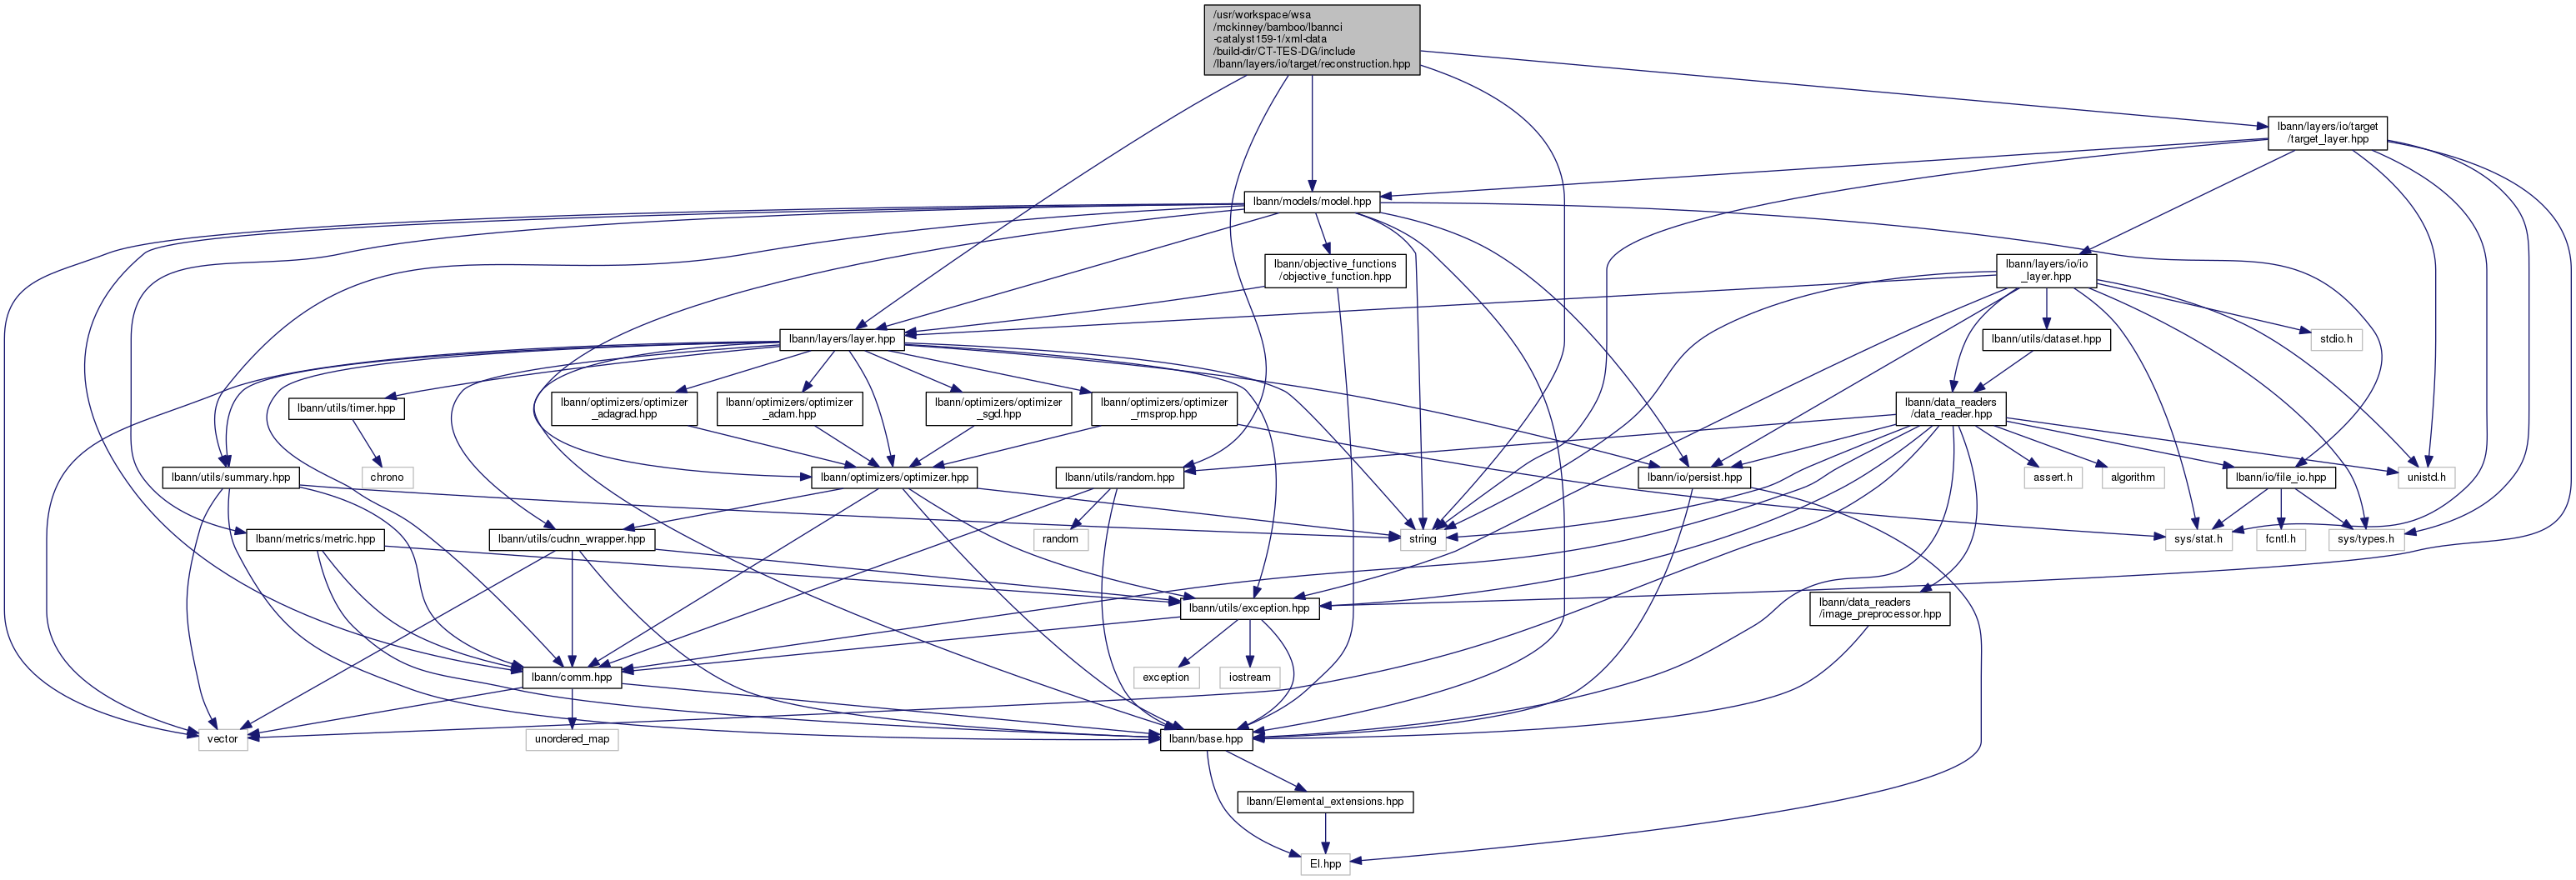 /usr/workspace/wsa
/mckinney/bamboo/lbannci
-catalyst159-1/xml-data
/build-dir/CT-TES-DG/include
/lbann/layers/io/target/reconstruction.hpp
lbann/layers/io/target
/target_layer.hpp
lbann/models/model.hpp
lbann/objective_functions
/objective_function.hpp
lbann/layers/io/io
_layer.hpp
lbann/layers/layer.hpp
lbann/utils/dataset.hpp
stdio.h
lbann/utils/timer.hpp
lbann/optimizers/optimizer
_adagrad.hpp
lbann/optimizers/optimizer
_adam.hpp
lbann/optimizers/optimizer
_sgd.hpp
lbann/optimizers/optimizer
_rmsprop.hpp
lbann/data_readers
/data_reader.hpp
lbann/utils/summary.hpp
chrono
lbann/optimizers/optimizer.hpp
lbann/utils/random.hpp
lbann/io/persist.hpp
assert.h
algorithm
lbann/io/file_io.hpp
unistd.h
lbann/metrics/metric.hpp
lbann/utils/cudnn_wrapper.hpp
random
string
sys/stat.h
fcntl.h
sys/types.h
lbann/utils/exception.hpp
lbann/data_readers
/image_preprocessor.hpp
lbann/comm.hpp
exception
iostream
vector
unordered_map
lbann/base.hpp
lbann/Elemental_extensions.hpp
El.hpp